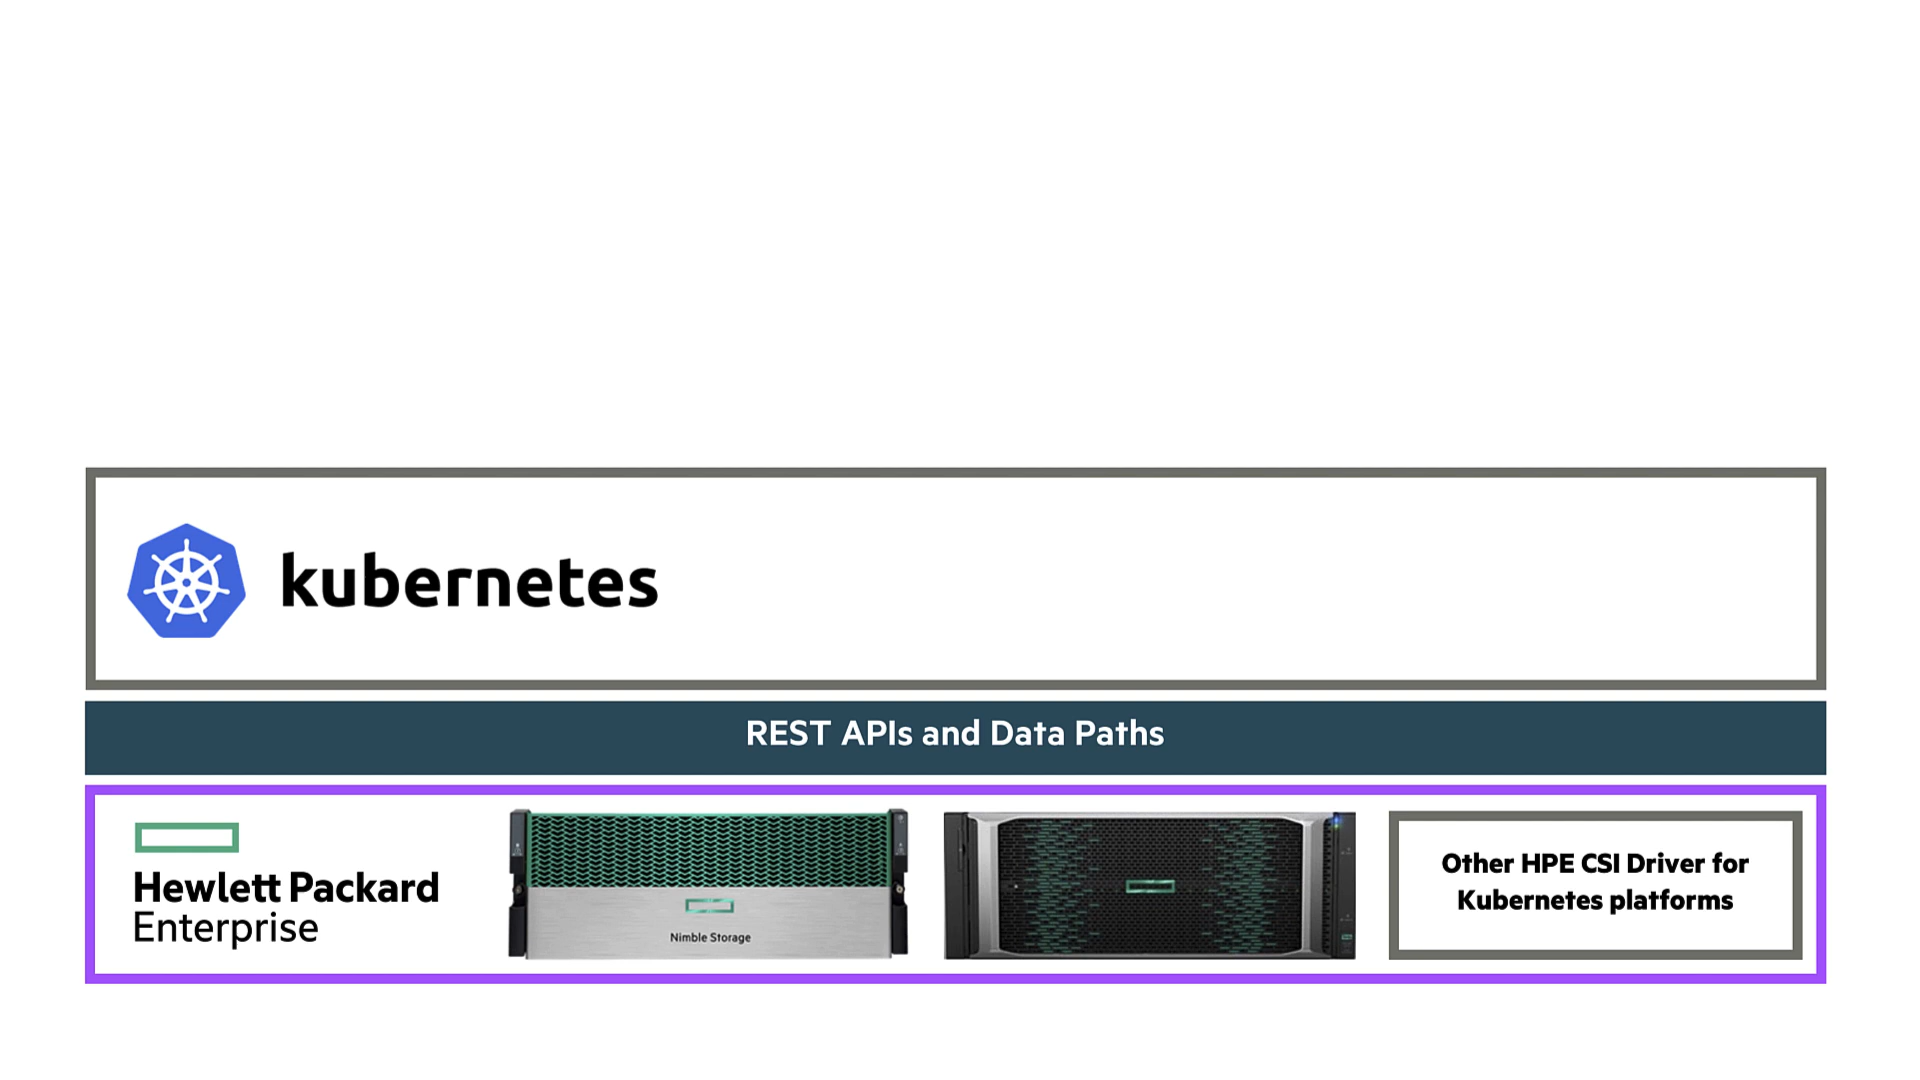 kubernetes
REST APIs and Data Paths
Hewlett Packard
Enterprise
Nimble Storage
Other HPE CSI Driver for
Kubernetes platforms